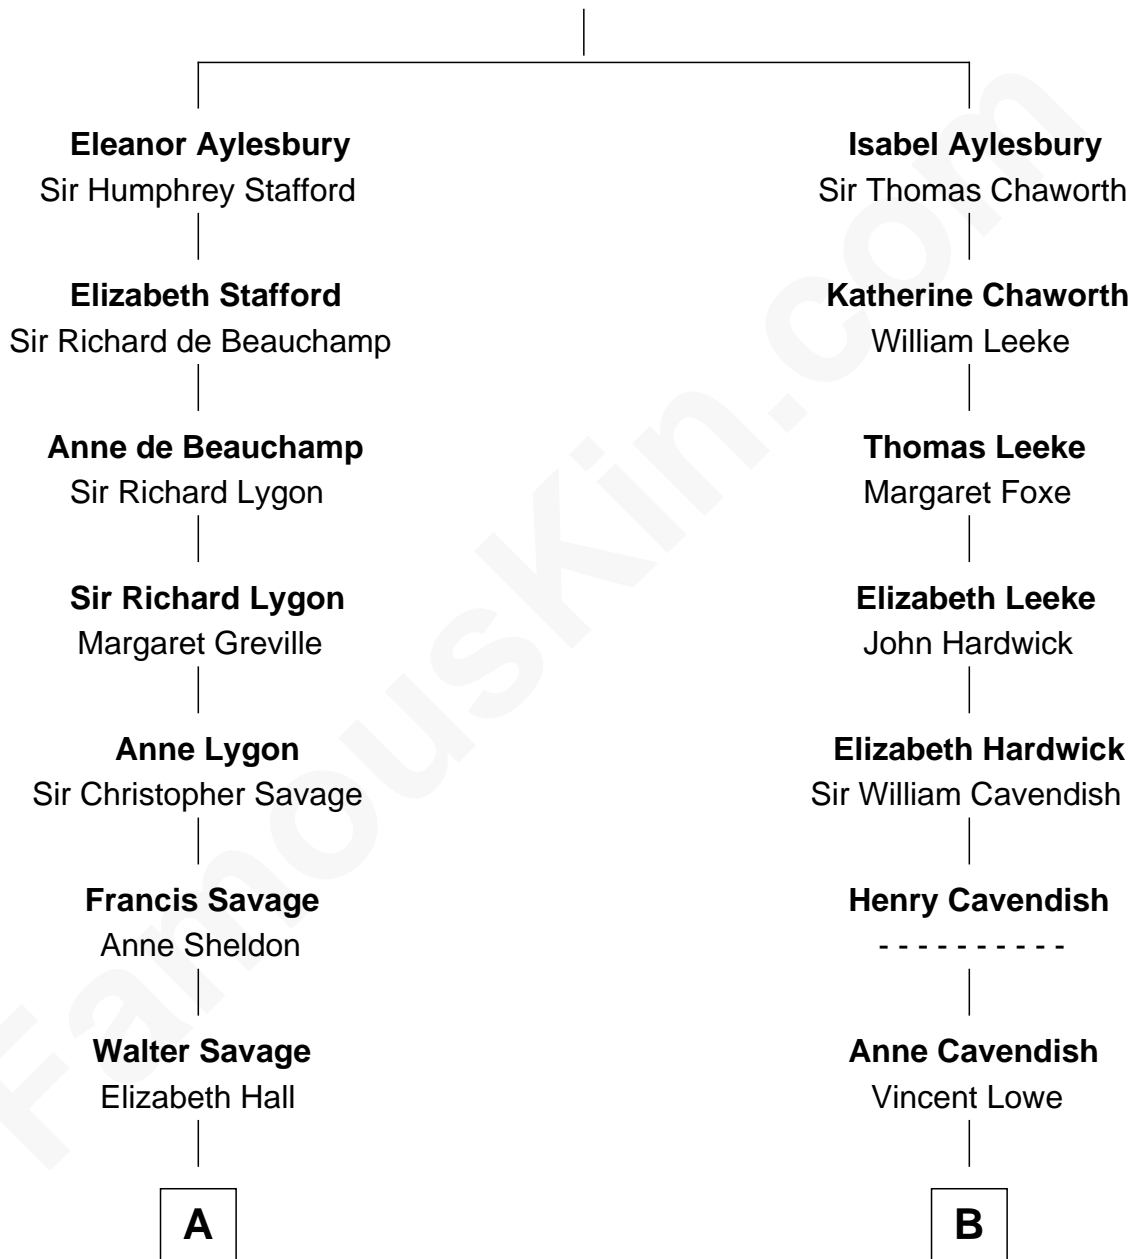 Eleanor Aylesbury
Sir Humphrey Stafford
Elizabeth Stafford
Sir Richard de Beauchamp
Anne de Beauchamp
Sir Richard Lygon
Sir Richard Lygon
Margaret Greville
Anne Lygon
Sir Christopher Savage
Francis Savage
Anne Sheldon
Walter Savage
Elizabeth Hall
A
Isabel Aylesbury
Sir Thomas Chaworth
Katherine Chaworth
William Leeke
Thomas Leeke
Margaret Foxe
Elizabeth Leeke
John Hardwick
Elizabeth Hardwick
Sir William Cavendish
Henry Cavendish
- - - - - - - - - -
Anne Cavendish
Vincent Lowe
B
FamousKin.com